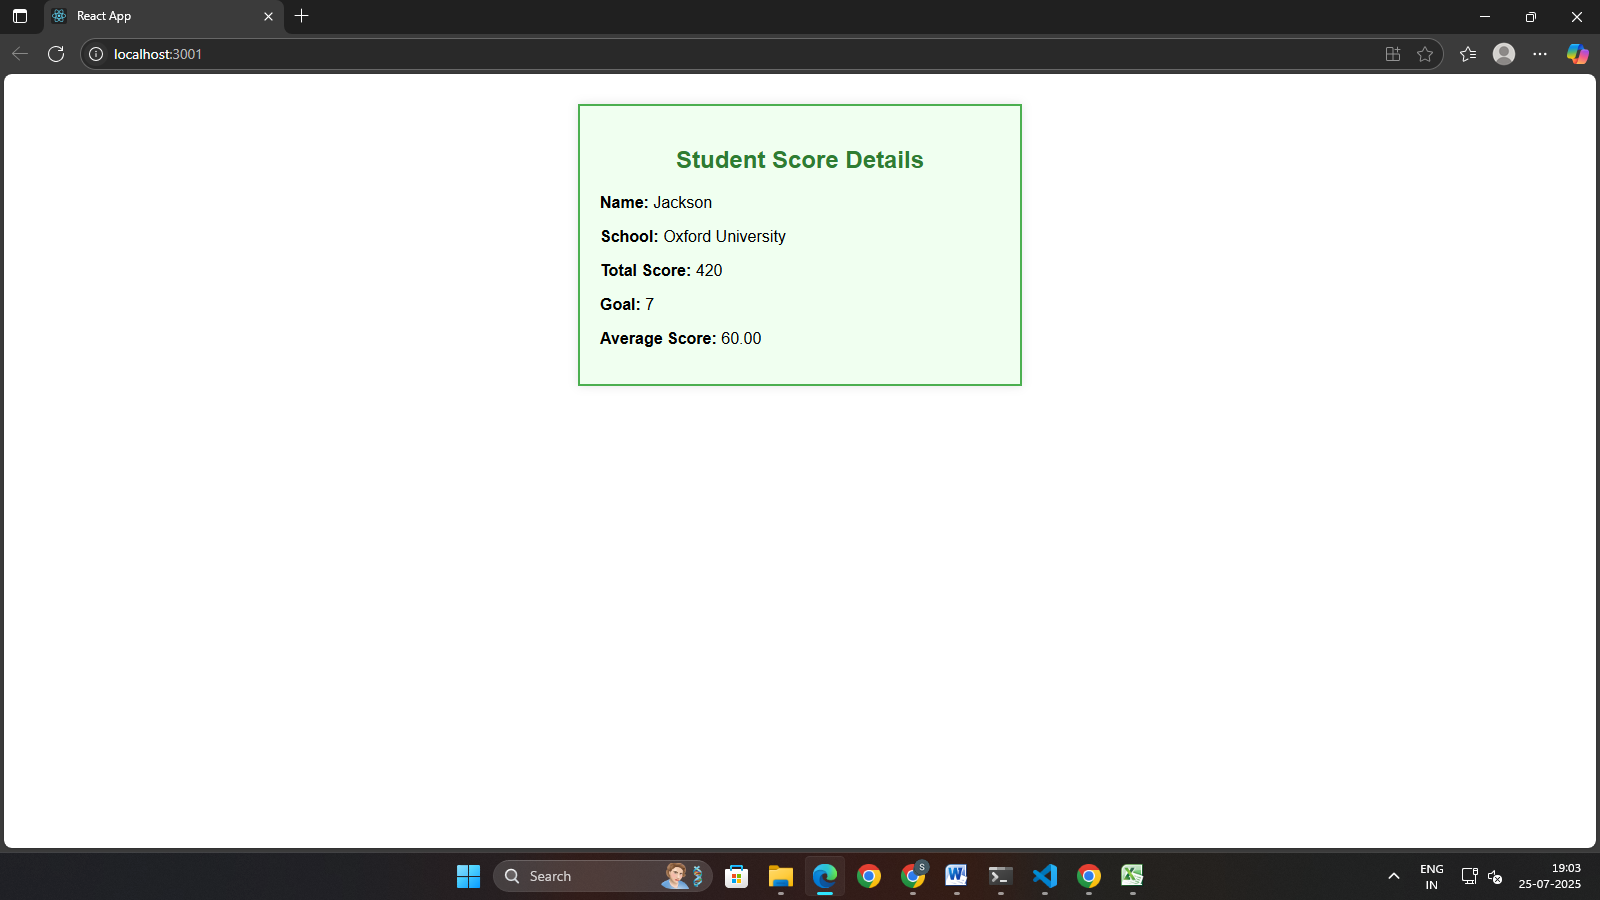 React App
localhost:3001
Student Score Details
Name: Jackson
School: Oxford University
Total Score: 420
Goal: 7
Average Score: 60.00
Search
S
ENG
IN
19:03
25-07-2025